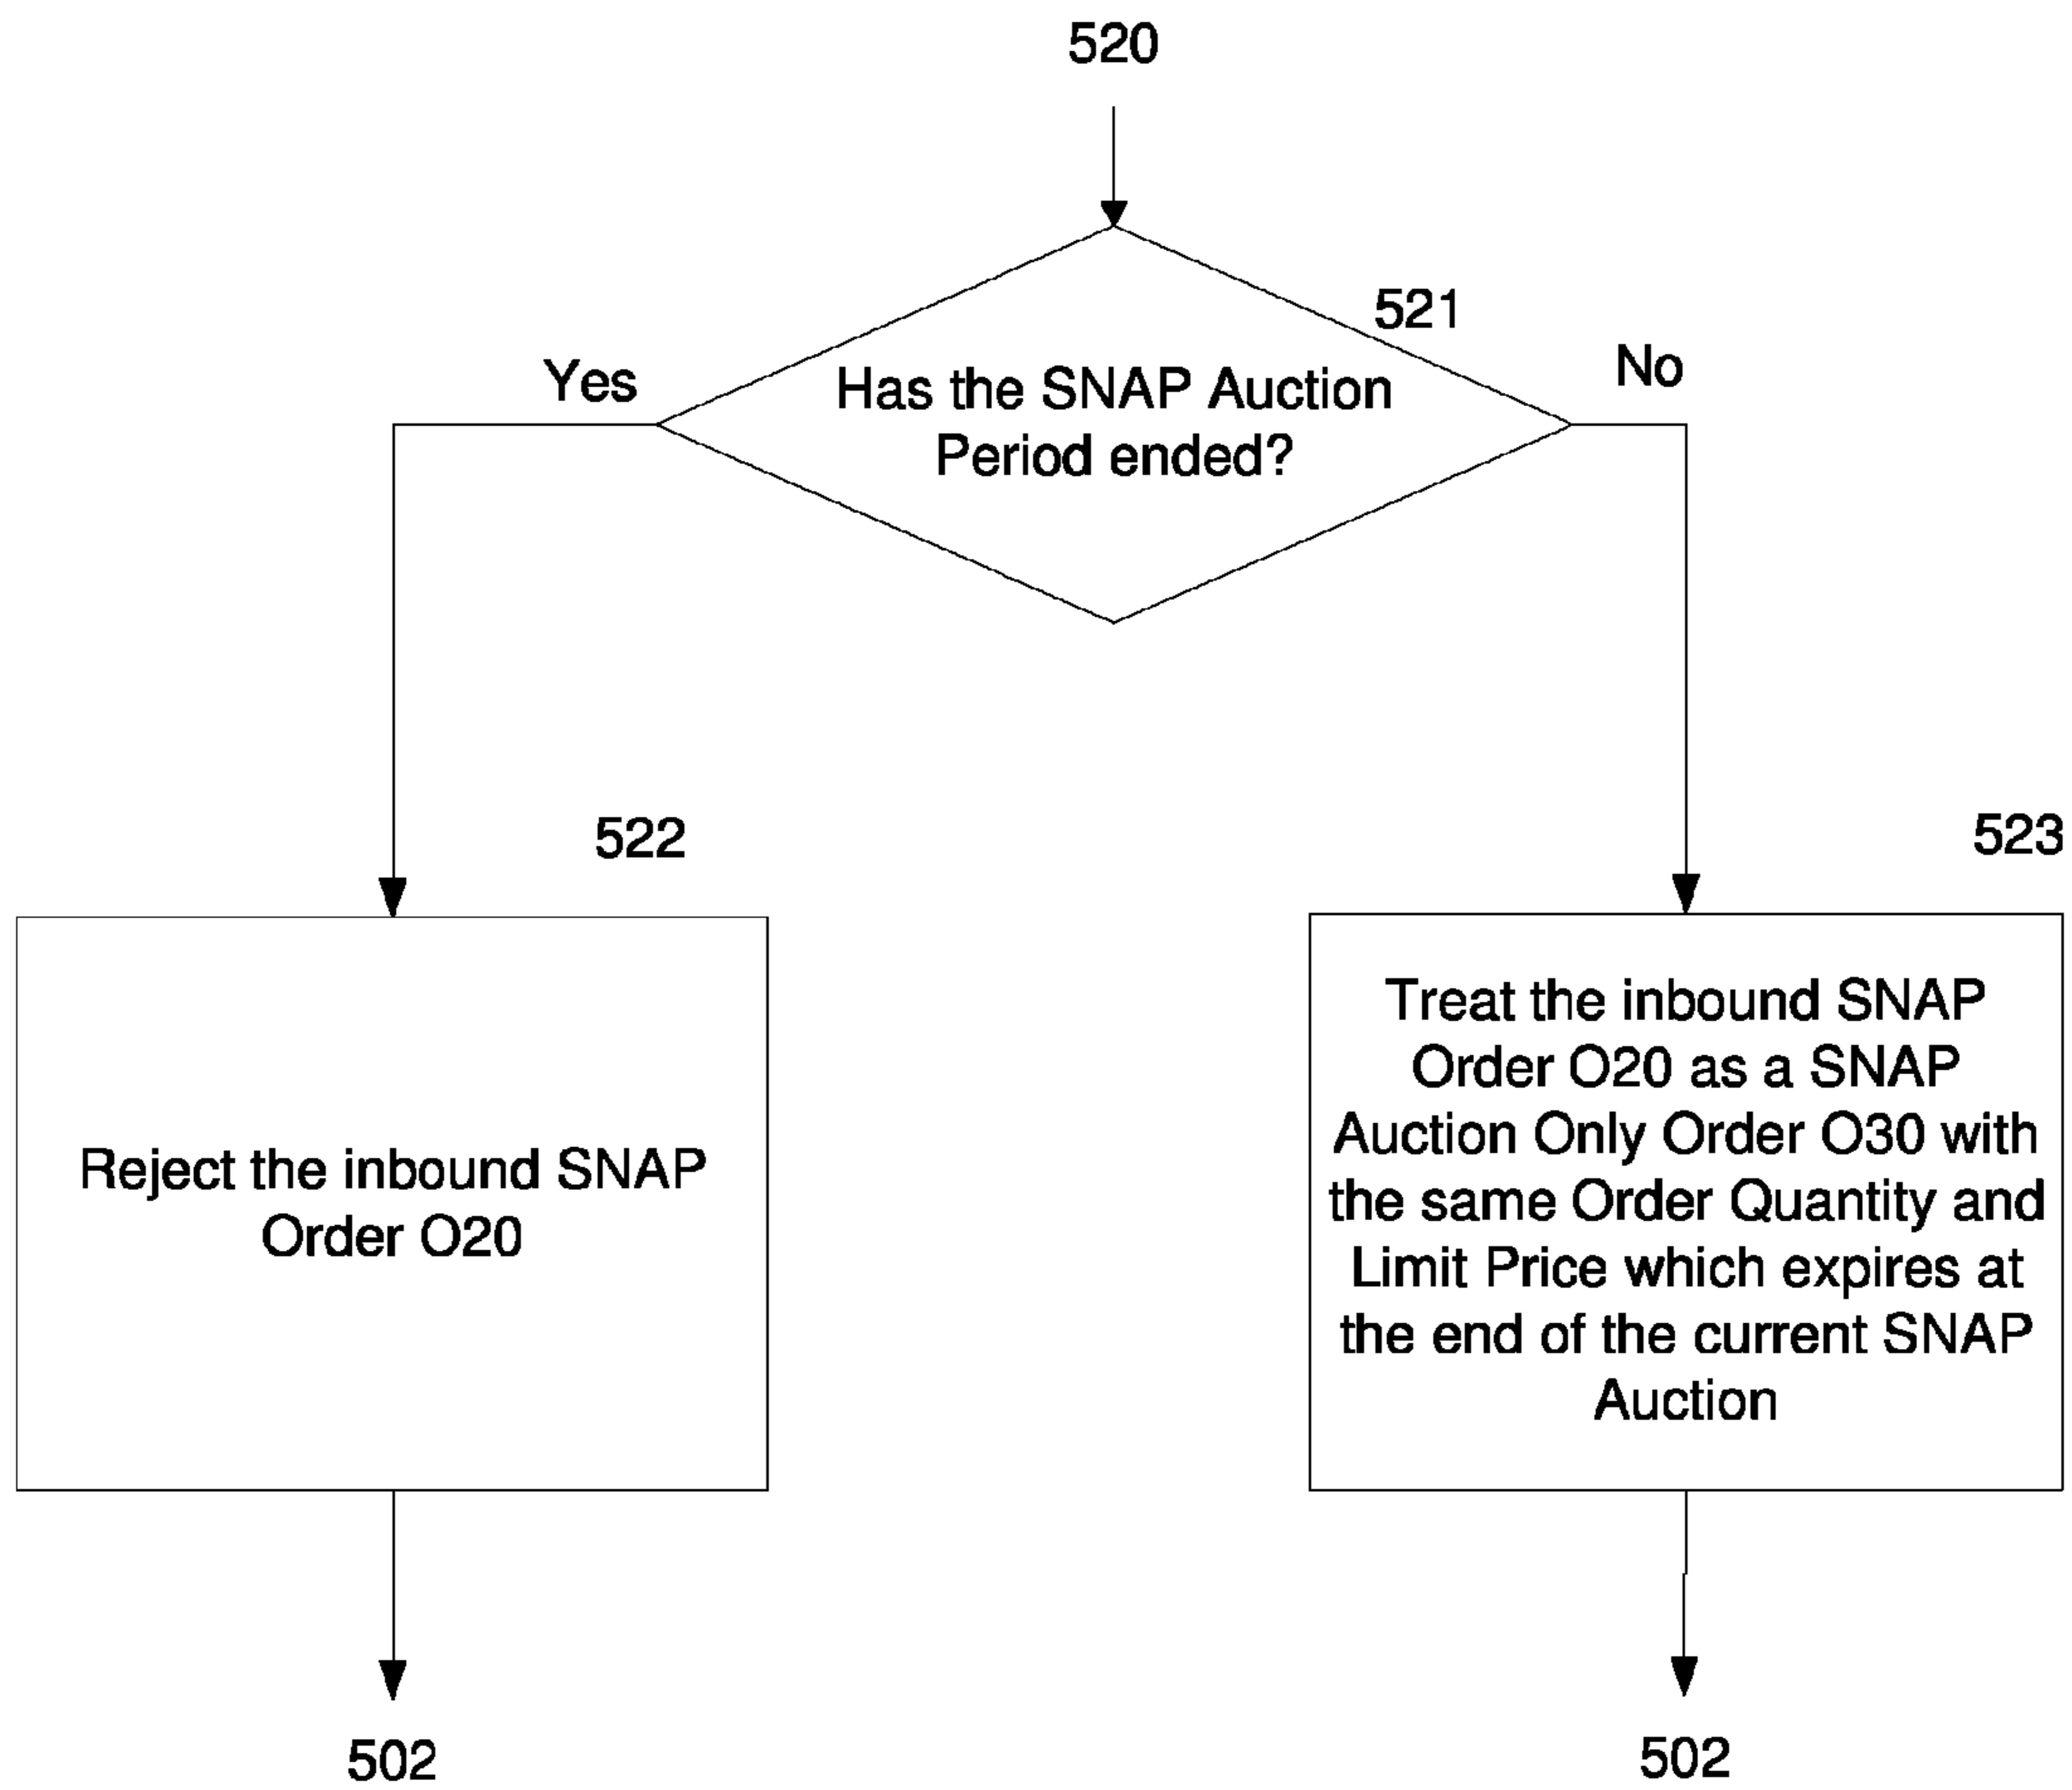 520
521
Yes
No
Has the SNAP Auction
Period ended?
522
523
Reject the inbound SNAP
Order O20
Treat the inbound SNAP
Order O20 as a SNAP
Auction Only Order O30 with
the same Order Quantity and
Limit Price which expires at
the end of the current SNAP
Auction
502
502